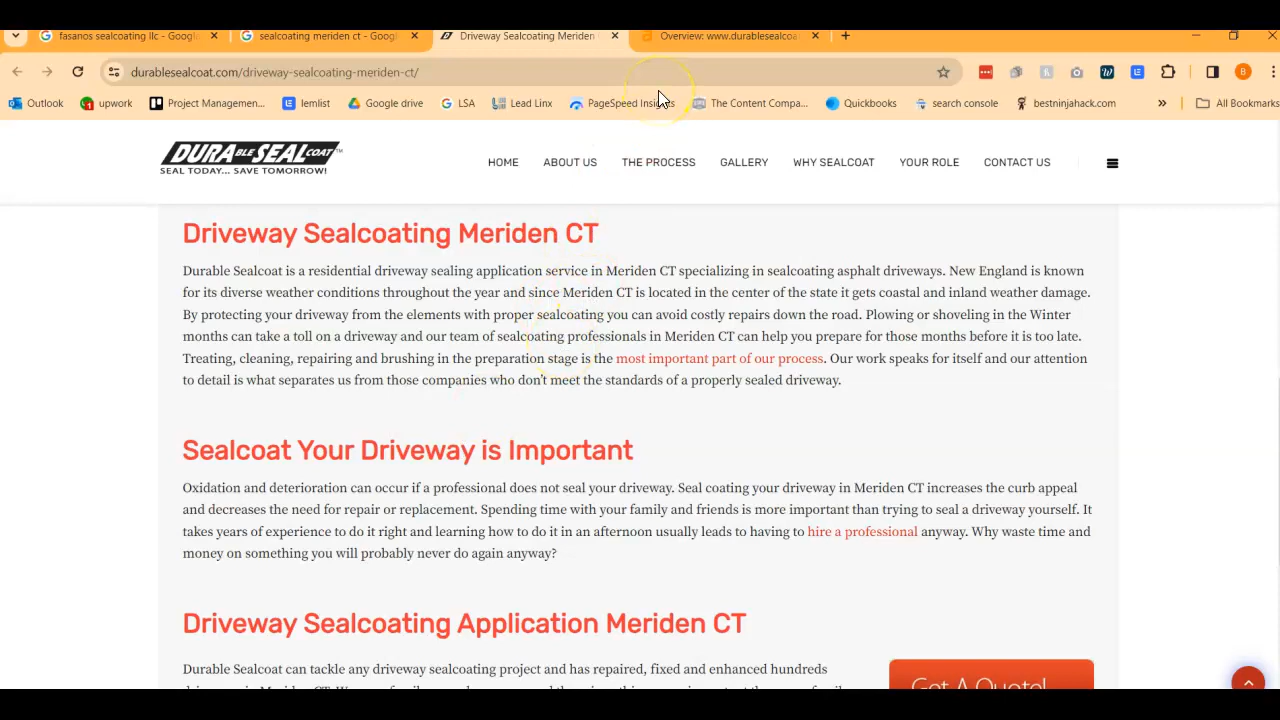 fasanos sealcoating llc - Googl
sealcoating meriden ct - Googl
Driveway Sealcoating Meriden
Overview: www.durablesealcoa
durablesealcoat.com/driveway-sealcoating-meriden-ct/
B
Outlook
upwork
Project Managemen...
lemlist
Google drive
LSA
Lead Linx
PageSpeed Insights
The Content Compa...
Quickbooks
search console
bestninjahack.com
»
All Bookmarks
DURABLE SEALCOAT™
SEAL TODAY... SAVE TOMORROW!
HOME
ABOUT US
THE PROCESS
GALLERY
WHY SEALCOAT
YOUR ROLE
CONTACT US
Driveway Sealcoating Meriden CT
Durable Sealcoat is a residential driveway sealing application service in Meriden CT specializing in sealcoating asphalt driveways. New England is known
for its diverse weather conditions throughout the year and since Meriden CT is located in the center of the state it gets coastal and inland weather damage.
By protecting your driveway from the elements with proper sealcoating you can avoid costly repairs down the road. Plowing or shoveling in the Winter
months can take a toll on a driveway and our team of sealcoating professionals in Meriden CT can help you prepare for those months before it is too late.
Treating, cleaning, repairing and brushing in the preparation stage is the most important part of our process. Our work speaks for itself and our attention
to detail is what separates us from those companies who don't meet the standards of a properly sealed driveway.
Sealcoat Your Driveway is Important
Oxidation and deterioration can occur if a professional does not seal your driveway. Seal coating your driveway in Meriden CT increases the curb appeal
and decreases the need for repair or replacement. Spending time with your family and friends is more important than trying to seal a driveway yourself. It
takes years of experience to do it right and learning how to do it in an afternoon usually leads to having to hire a professional anyway. Why waste time and
money on something you will probably never do again anyway?
Driveway Sealcoating Application Meriden CT
Durable Sealcoat can tackle any driveway sealcoating project and has repaired, fixed and enhanced hundreds
Get A Quote!